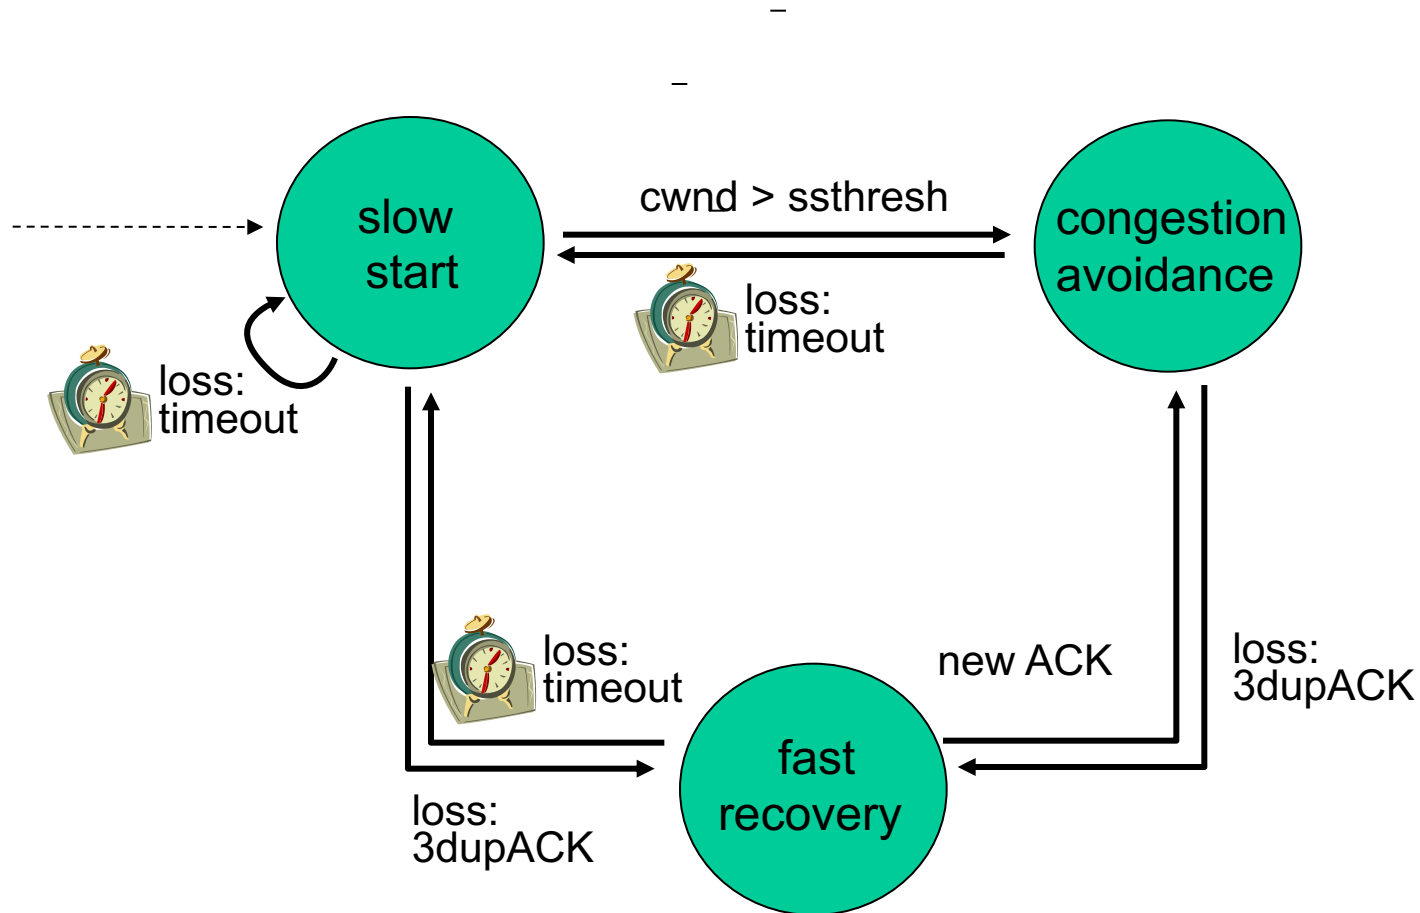 slow
start
cwnd > ssthresh
congestion
avoidance
loss:
timeout
loss:
timeout
loss:
timeout
new ACK
loss:
3dupACK
fast
recovery
loss:
3dupACK